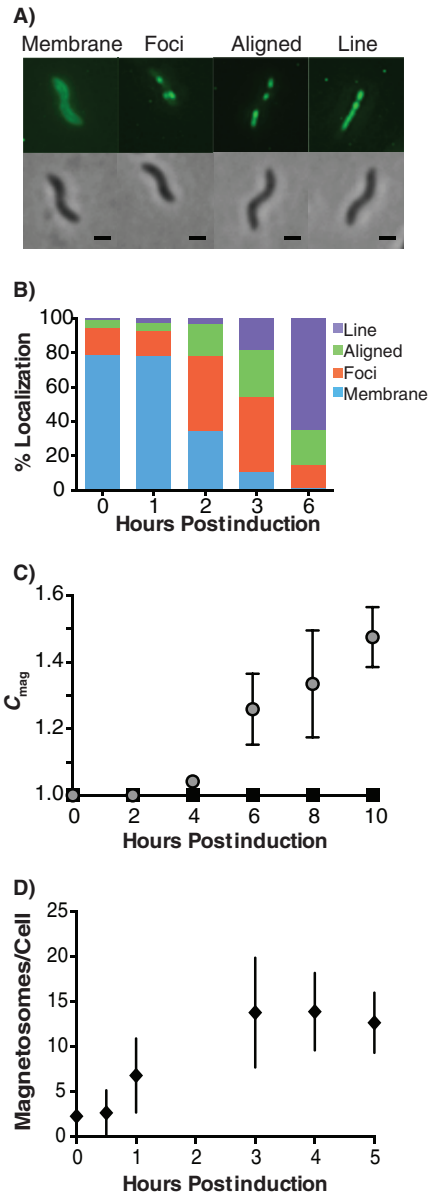 A)
Membrane Foci Aligned Line
B)
100
80
60
40
20
0
% Localization
Line
Aligned
Foci
Membrane
0 1 2 3 6
Hours Postinduction
C)
1.6
1.4
1.2
1.0
Cmag
0 2 4 6 8 10
Hours Postinduction
D)
25
20
15
10
5
0
Magnetosomes/Cell
0 1 2 3 4 5
Hours Postinduction